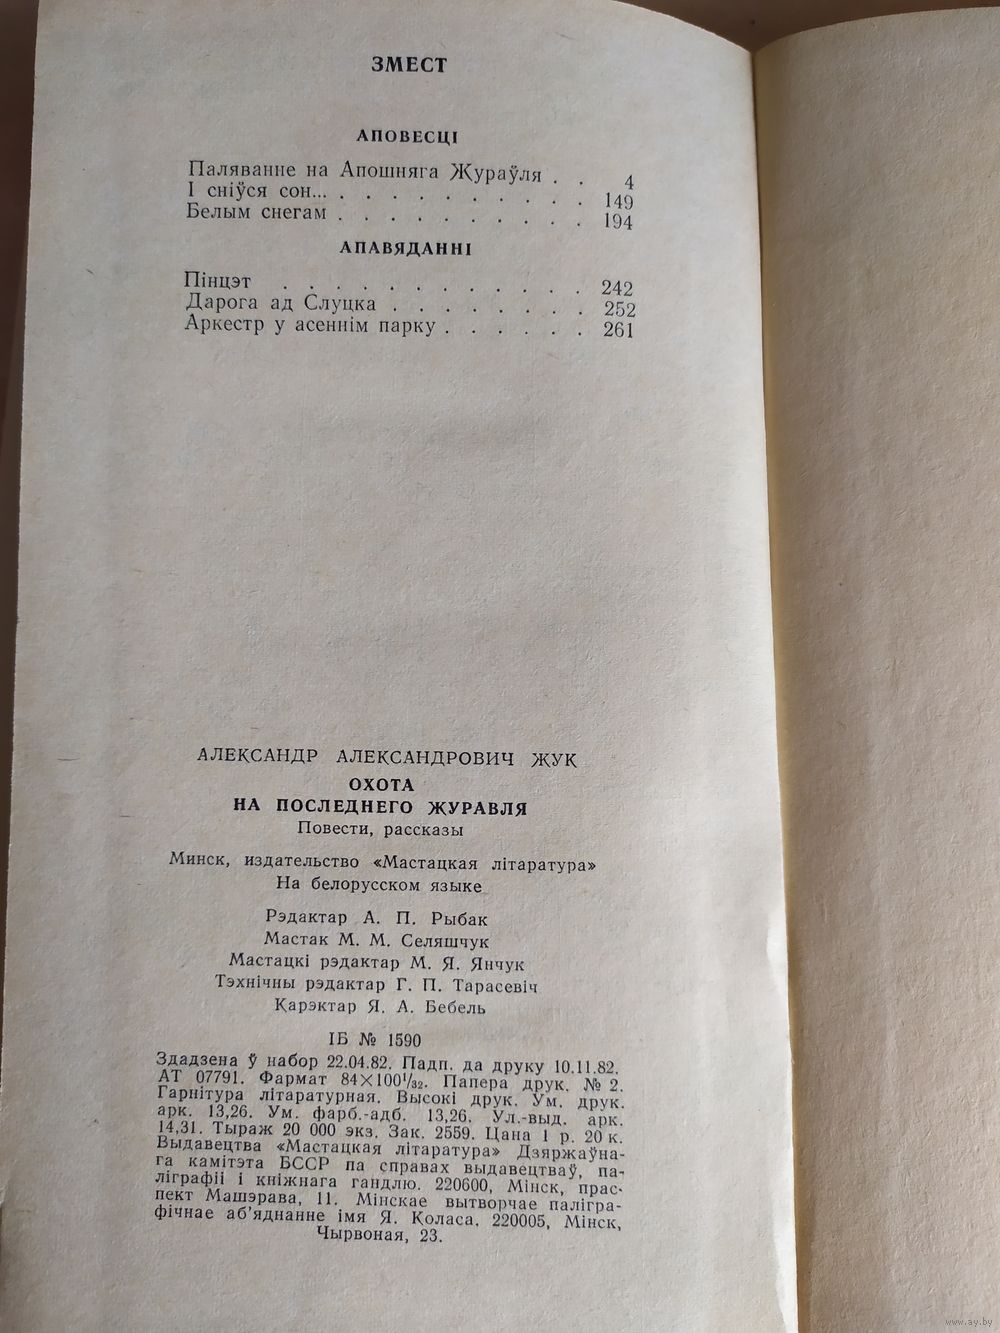 ЗМЕСТ
АПОВЕСЦІ
Паляванне на Апошняга Жураўля . . 4
І сніўся сон... . . . . . . . . . . 149
Белым снегам . . . . . . . . . . 194
АПАВЯДАННІ
Пінцэт . . . . . . . . . . . . 242
Дарога ад Слуцка . . . . . . . . 252
Аркестр у асеннім парку . . . . . . 261
АЛЕКСАНДР АЛЕКСАНДРОВИЧ ЖУК
ОХОТА
НА ПОСЛЕДНЕГО ЖУРАВЛЯ
Повести, рассказы
Минск, издательство «Мастацкая літаратура»
На белорусском языке
Рэдактар А. П. Рыбак
Мастак М. М. Селяшчук
Мастацкі рэдактар М. Я. Янчук
Тэхнічны рэдактар Г. П. Тарасевіч
Карэктар Я. А. Бебель
ІБ № 1590
Здадзена ў набор 22.04.82. Падп. да друку 10.11.82.
АТ 07791. Фармат 84×100¹/₃₂. Папера друк. № 2.
Гарнітура літаратурная. Высокі друк. Ум. друк.
арк. 13,26. Ум. фарб.-адб. 13,26. Ул.-выд. арк.
14,31. Тыраж 20 000 экз. Зак. 2559. Цана 1 р. 20 к.
Выдавецтва «Мастацкая літаратура» Дзяржаўна-
га камітэта БССР па справах выдавецтваў, па-
ліграфіі і кніжнага гандлю. 220600, Мінск, прас-
пект Машэрава, 11. Мінскае вытворчае паліграфічнае
фічнае аб'яднанне імя Я. Коласа. 220005, Мінск,
Чырвоная, 23.
www.ay.by